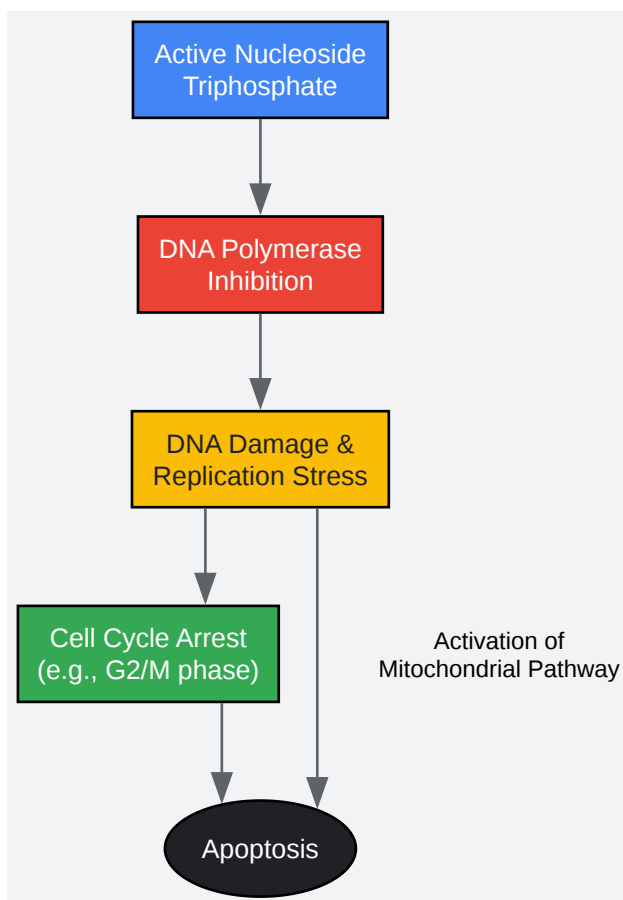 Active Nucleoside
Triphosphate
DNA Polymerase
Inhibition
DNA Damage &
Replication Stress
Cell Cycle Arrest
(e.g., G2/M phase)
Activation of
Mitochondrial Pathway
Apoptosis